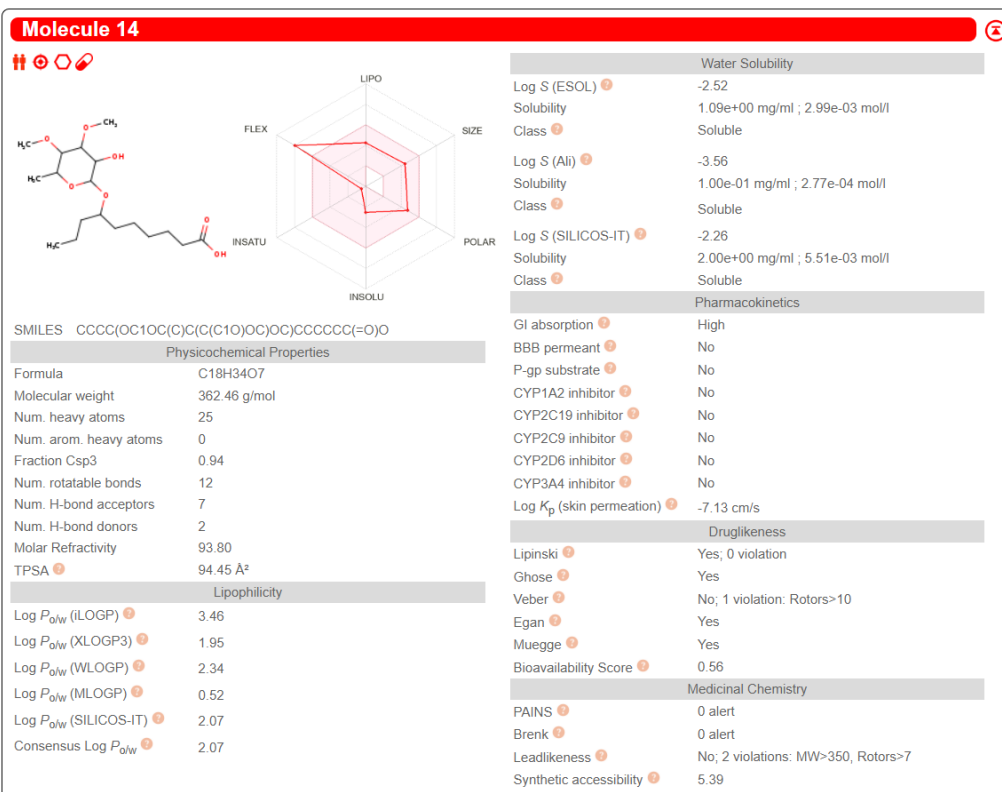 Molecule 14
LIPO
FLEX
SIZE
INSATU
POLAR
INSOLU
H₃C
O
CH₃
O
OH
H₃C
O
O
H₃C
O
OH
SMILES CCCC(OC1OC(C)C(C(C1O)OC)OC)CCCCCC(=O)O
Physicochemical Properties
Formula C18H34O7
Molecular weight 362.46 g/mol
Num. heavy atoms 25
Num. arom. heavy atoms 0
Fraction Csp3 0.94
Num. rotatable bonds 12
Num. H-bond acceptors 7
Num. H-bond donors 2
Molar Refractivity 93.80
TPSA ? 94.45 Å²
Lipophilicity
Log Po/w (iLOGP) ? 3.46
Log Po/w (XLOGP3) ? 1.95
Log Po/w (WLOGP) ? 2.34
Log Po/w (MLOGP) ? 0.52
Log Po/w (SILICOS-IT) ? 2.07
Consensus Log Po/w ? 2.07
Water Solubility
Log S (ESOL) ? -2.52
Solubility 1.09e+00 mg/ml ; 2.99e-03 mol/l
Class ? Soluble
Log S (Ali) ? -3.56
Solubility 1.00e-01 mg/ml ; 2.77e-04 mol/l
Class ? Soluble
Log S (SILICOS-IT) ? -2.26
Solubility 2.00e+00 mg/ml ; 5.51e-03 mol/l
Class ? Soluble
Pharmacokinetics
GI absorption ? High
BBB permeant ? No
P-gp substrate ? No
CYP1A2 inhibitor ? No
CYP2C19 inhibitor ? No
CYP2C9 inhibitor ? No
CYP2D6 inhibitor ? No
CYP3A4 inhibitor ? No
Log Kp (skin permeation) ? -7.13 cm/s
Druglikeness
Lipinski ? Yes; 0 violation
Ghose ? Yes
Veber ? No; 1 violation: Rotors>10
Egan ? Yes
Muegge ? Yes
Bioavailability Score ? 0.56
Medicinal Chemistry
PAINS ? 0 alert
Brenk ? 0 alert
Leadlikeness ? No; 2 violations: MW>350, Rotors>7
Synthetic accessibility ? 5.39